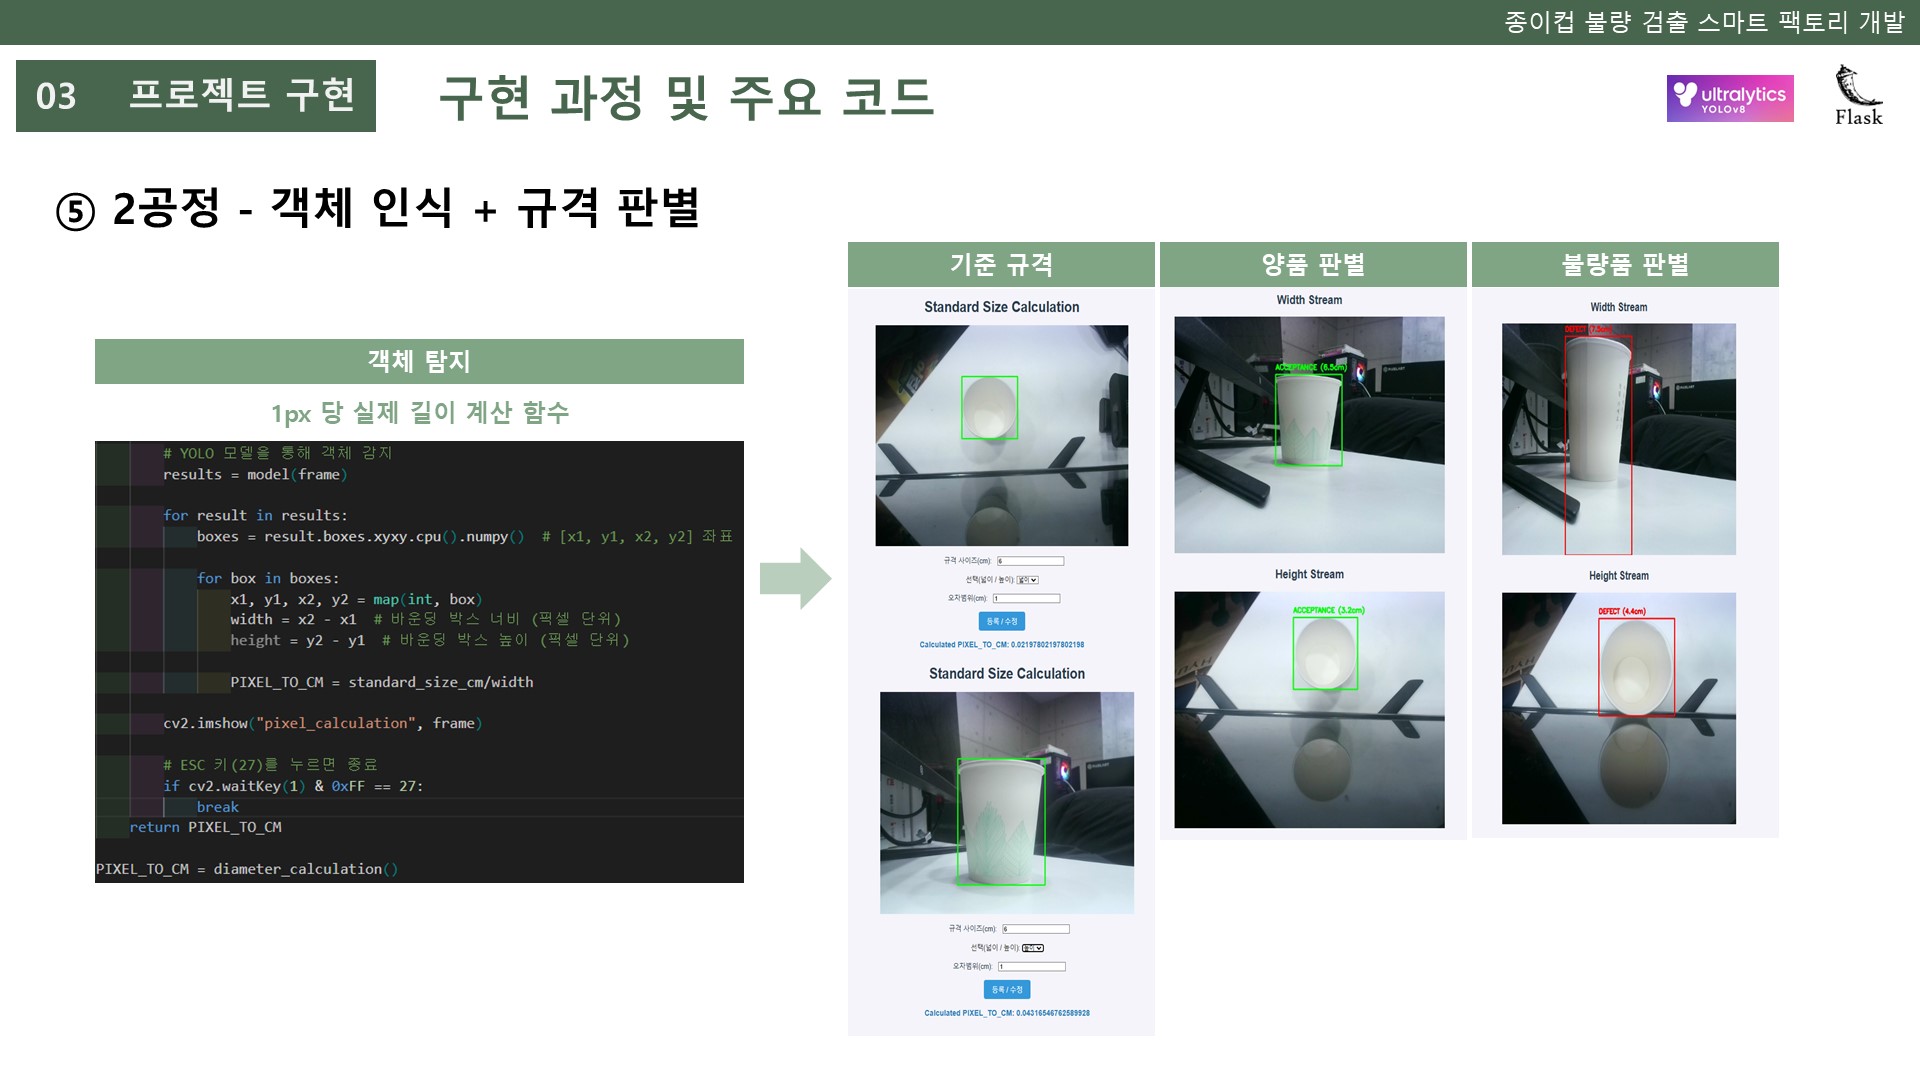 종이컵 불량 검출 스마트 팩토리 개발
03 프로젝트 구현
구현 과정 및 주요 코드
ultralytics
YOLOv8
Flask
⑤ 2공정 - 객체 인식 + 규격 판별
객체 탐지
1px 당 실제 길이 계산 함수
# YOLO 모델을 통해 객체 감지
results = model(frame)
for result in results:
boxes = result.boxes.xyxy.cpu().numpy() # [x1, y1, x2, y2] 좌표
for box in boxes:
x1, y1, x2, y2 = map(int, box)
width = x2 - x1 # 바운딩 박스 너비 (픽셀 단위)
height = y2 - y1 # 바운딩 박스 높이 (픽셀 단위)
PIXEL_TO_CM = standard_size_cm/width
cv2.imshow("pixel_calculation", frame)
# ESC 키(27)를 누르면 종료
if cv2.waitKey(1) & 0xFF == 27:
break
return PIXEL_TO_CM
PIXEL_TO_CM = diameter_calculation()
기준 규격
Standard Size Calculation
규격 사이즈(cm): 6
선택(넓이 / 높이): 넓이
오차범위(cm): 1
등록 / 수정
Calculated PIXEL_TO_CM: 0.02197802197802198
Standard Size Calculation
규격 사이즈(cm): 6
선택(넓이 / 높이): 높이
오차범위(cm): 1
등록 / 수정
Calculated PIXEL_TO_CM: 0.04316546762589928
양품 판별
Width Stream
ACCEPTANCE (6.5cm)
Height Stream
ACCEPTANCE (3.2cm)
불량품 판별
Width Stream
DEFECT (7.5cm)
Height Stream
DEFECT (4.4cm)